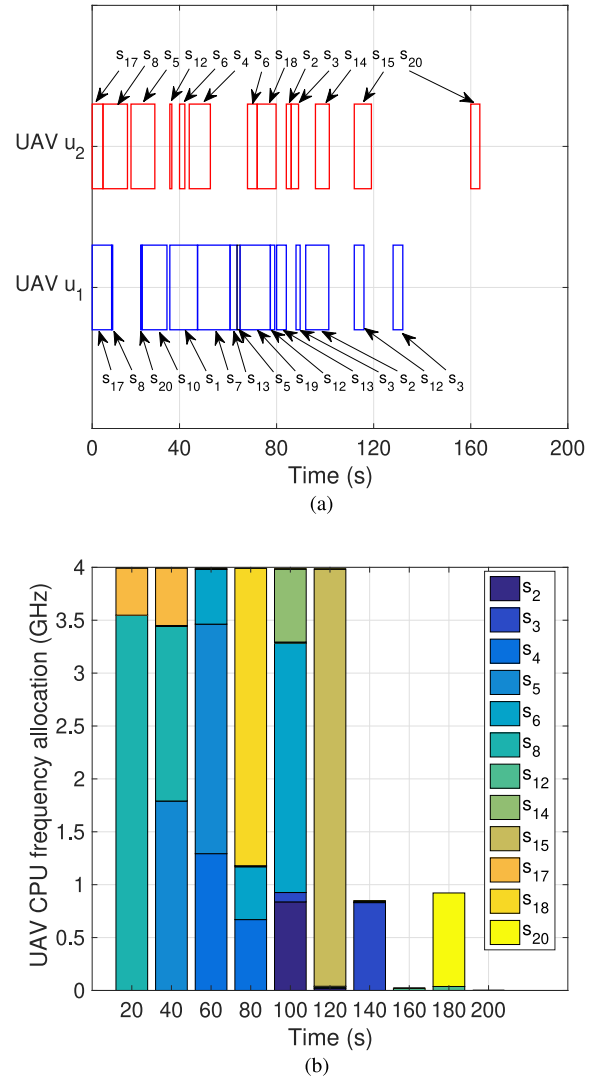 s17 s8 s5 s12 s6 s4 s6 s18 s2 s3 s14 s15 s20
UAV u2
UAV u1
s17 s8 s20 s10 s1 s7 s13 s5 s19 s12 s13 s3 s2 s12 s3
0 40 80 120 160 200
Time (s)
(a)
UAV CPU frequency allocation (GHz)
4
3.5
3
2.5
2
1.5
1
0.5
0
s2
s3
s4
s5
s6
s8
s12
s14
s15
s17
s18
s20
20 40 60 80 100 120 140 160 180 200
Time (s)
(b)